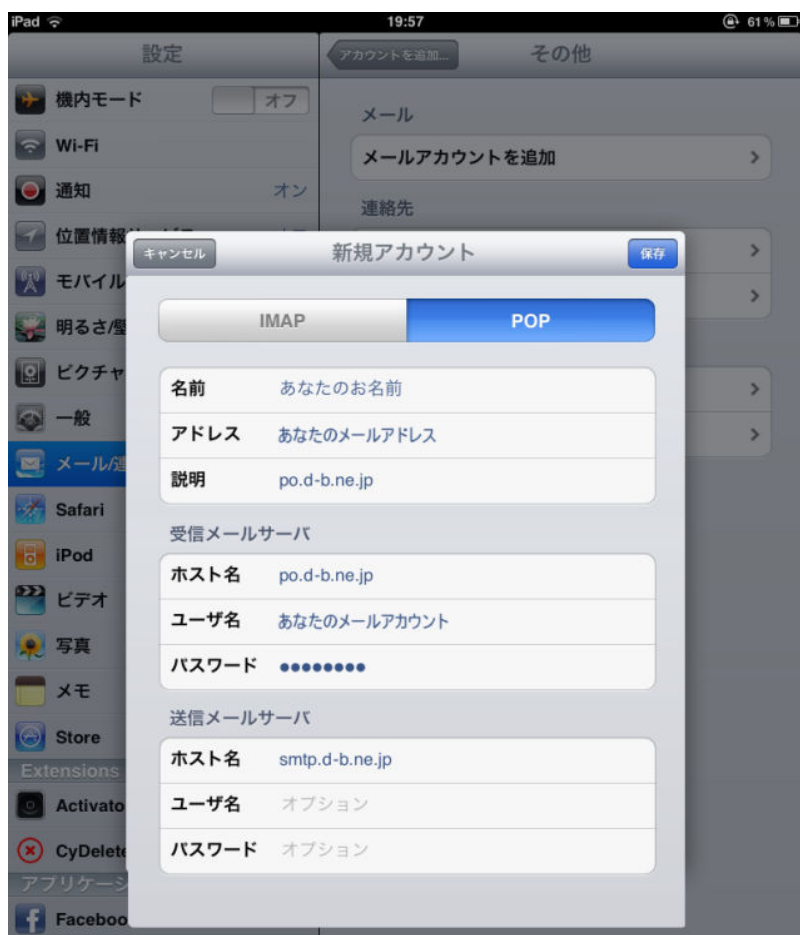 iPad 19:57 61%
設定
機内モード オフ
Wi-Fi
通知 オン
位置情報
モバイル
明るさ/壁
ピクチャ
一般
メール/連
Safari
iPod
ビデオ
写真
メモ
Store
Extensions
Activato
CyDelete
アプリケーシ
Faceboo
アカウントを追加... その他
メール
メールアカウントを追加
連絡先
キャンセル 新規アカウント 保存
IMAP POP
名前 あなたのお名前
アドレス あなたのメールアドレス
説明 po.d-b.ne.jp
受信メールサーバ
ホスト名 po.d-b.ne.jp
ユーザ名 あなたのメールアカウント
パスワード ●●●●●●●●
送信メールサーバ
ホスト名 smtp.d-b.ne.jp
ユーザ名 オプション
パスワード オプション